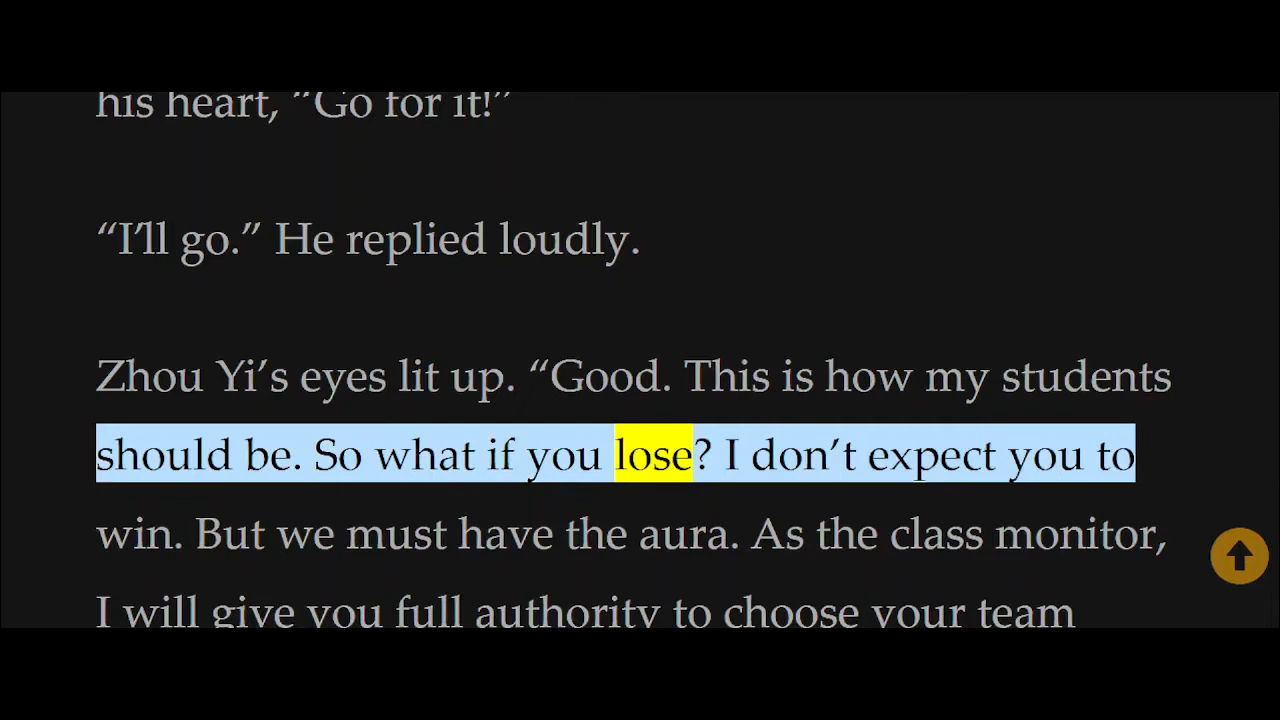 his heart, “Go for it!”
“I’ll go.” He replied loudly.
Zhou Yi’s eyes lit up. “Good. This is how my students
should be. So what if you lose? I don’t expect you to
win. But we must have the aura. As the class monitor,
I will give you full authority to choose your team